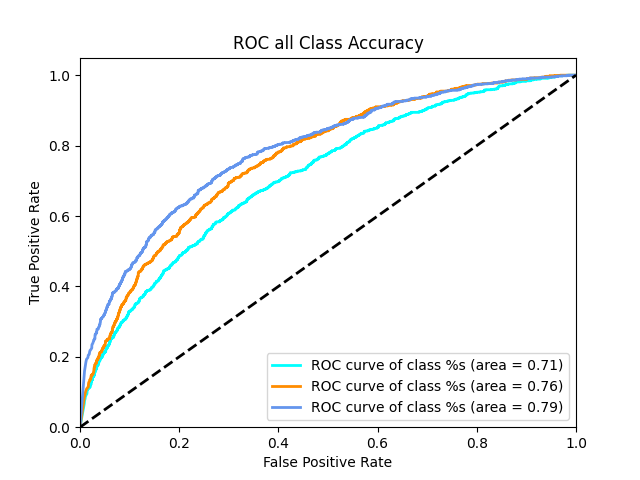 ROC all Class Accuracy
1.0
0.8
0.6
0.4
0.2
0.0
True Positive Rate
ROC curve of class %s (area = 0.71)
ROC curve of class %s (area = 0.76)
ROC curve of class %s (area = 0.79)
0.0 0.2 0.4 0.6 0.8 1.0
False Positive Rate